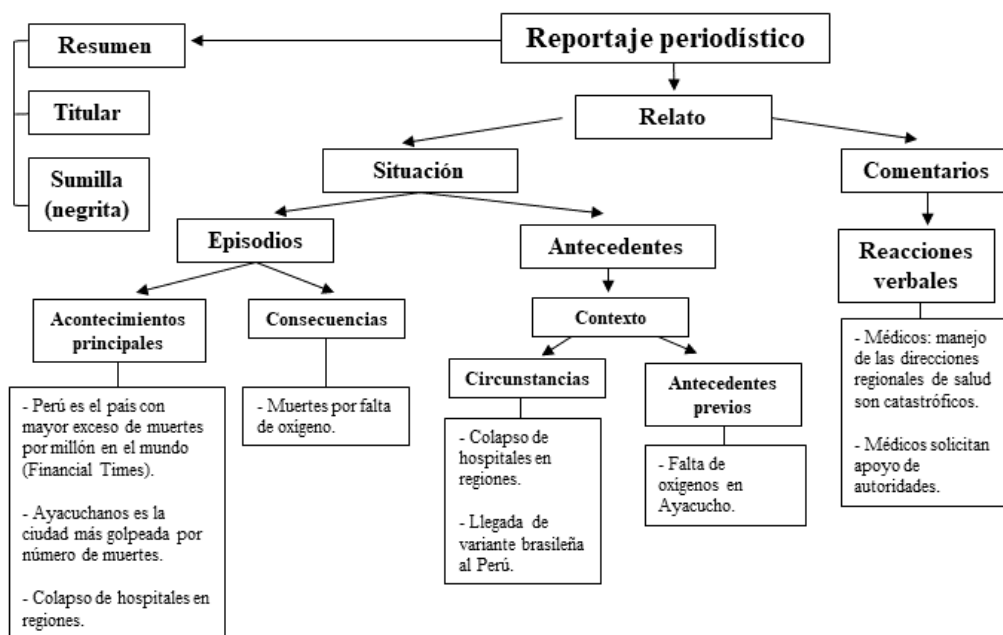 Reportaje periodístico
Resumen
Titular
Sumilla
(negrita)
Relato
Situación
Comentarios
Episodios
Antecedentes
Reacciones
verbales
Acontecimientos
principales
Consecuencias
Contexto
Circunstancias
Antecedentes
previos
- Perú es el país con
mayor exceso de muertes
por millón en el mundo
(Financial Times).
- Ayacuchanos es la
ciudad más golpeada por
número de muertes.
- Colapso de hospitales en
regiones.
- Muertes por falta
de oxigeno.
- Colapso de
hospitales en
regiones.
- Llegada de
variante brasileña
al Perú.
- Falta de
oxígenos en
Ayacucho.
- Médicos: manejo
de las direcciones
regionales de salud
son catastróficos.
- Médicos solicitan
apoyo de
autoridades.